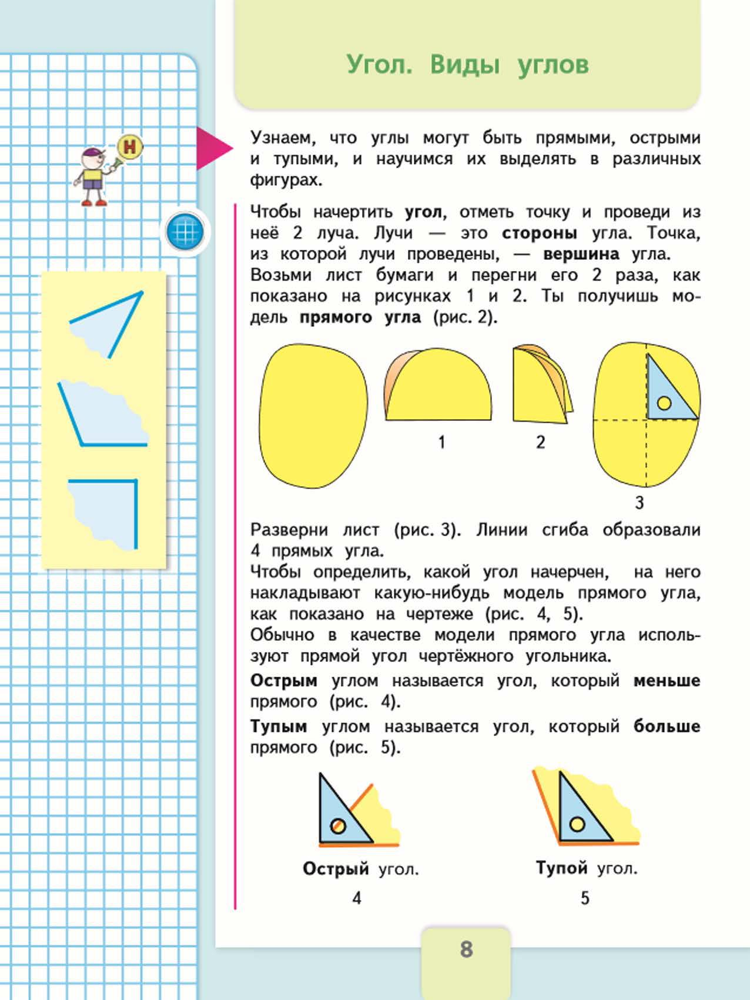 Угол. Виды углов
Н
Узнаем, что углы могут быть прямыми, острыми
и тупыми, и научимся их выделять в различных
фигурах.
Чтобы начертить угол, отметь точку и проведи из
неё 2 луча. Лучи — это стороны угла. Точка,
из которой лучи проведены, — вершина угла.
Возьми лист бумаги и перегни его 2 раза, как
показано на рисунках 1 и 2. Ты получишь мо-
дель прямого угла (рис. 2).
1
2
3
Разверни лист (рис. 3). Линии сгиба образовали
4 прямых угла.
Чтобы определить, какой угол начерчен, на него
накладывают какую-нибудь модель прямого угла,
как показано на чертеже (рис. 4, 5).
Обычно в качестве модели прямого угла исполь-
зуют прямой угол чертёжного угольника.
Острым углом называется угол, который меньше
прямого (рис. 4).
Тупым углом называется угол, который больше
прямого (рис. 5).
Острый угол.
4
Тупой угол.
5
8